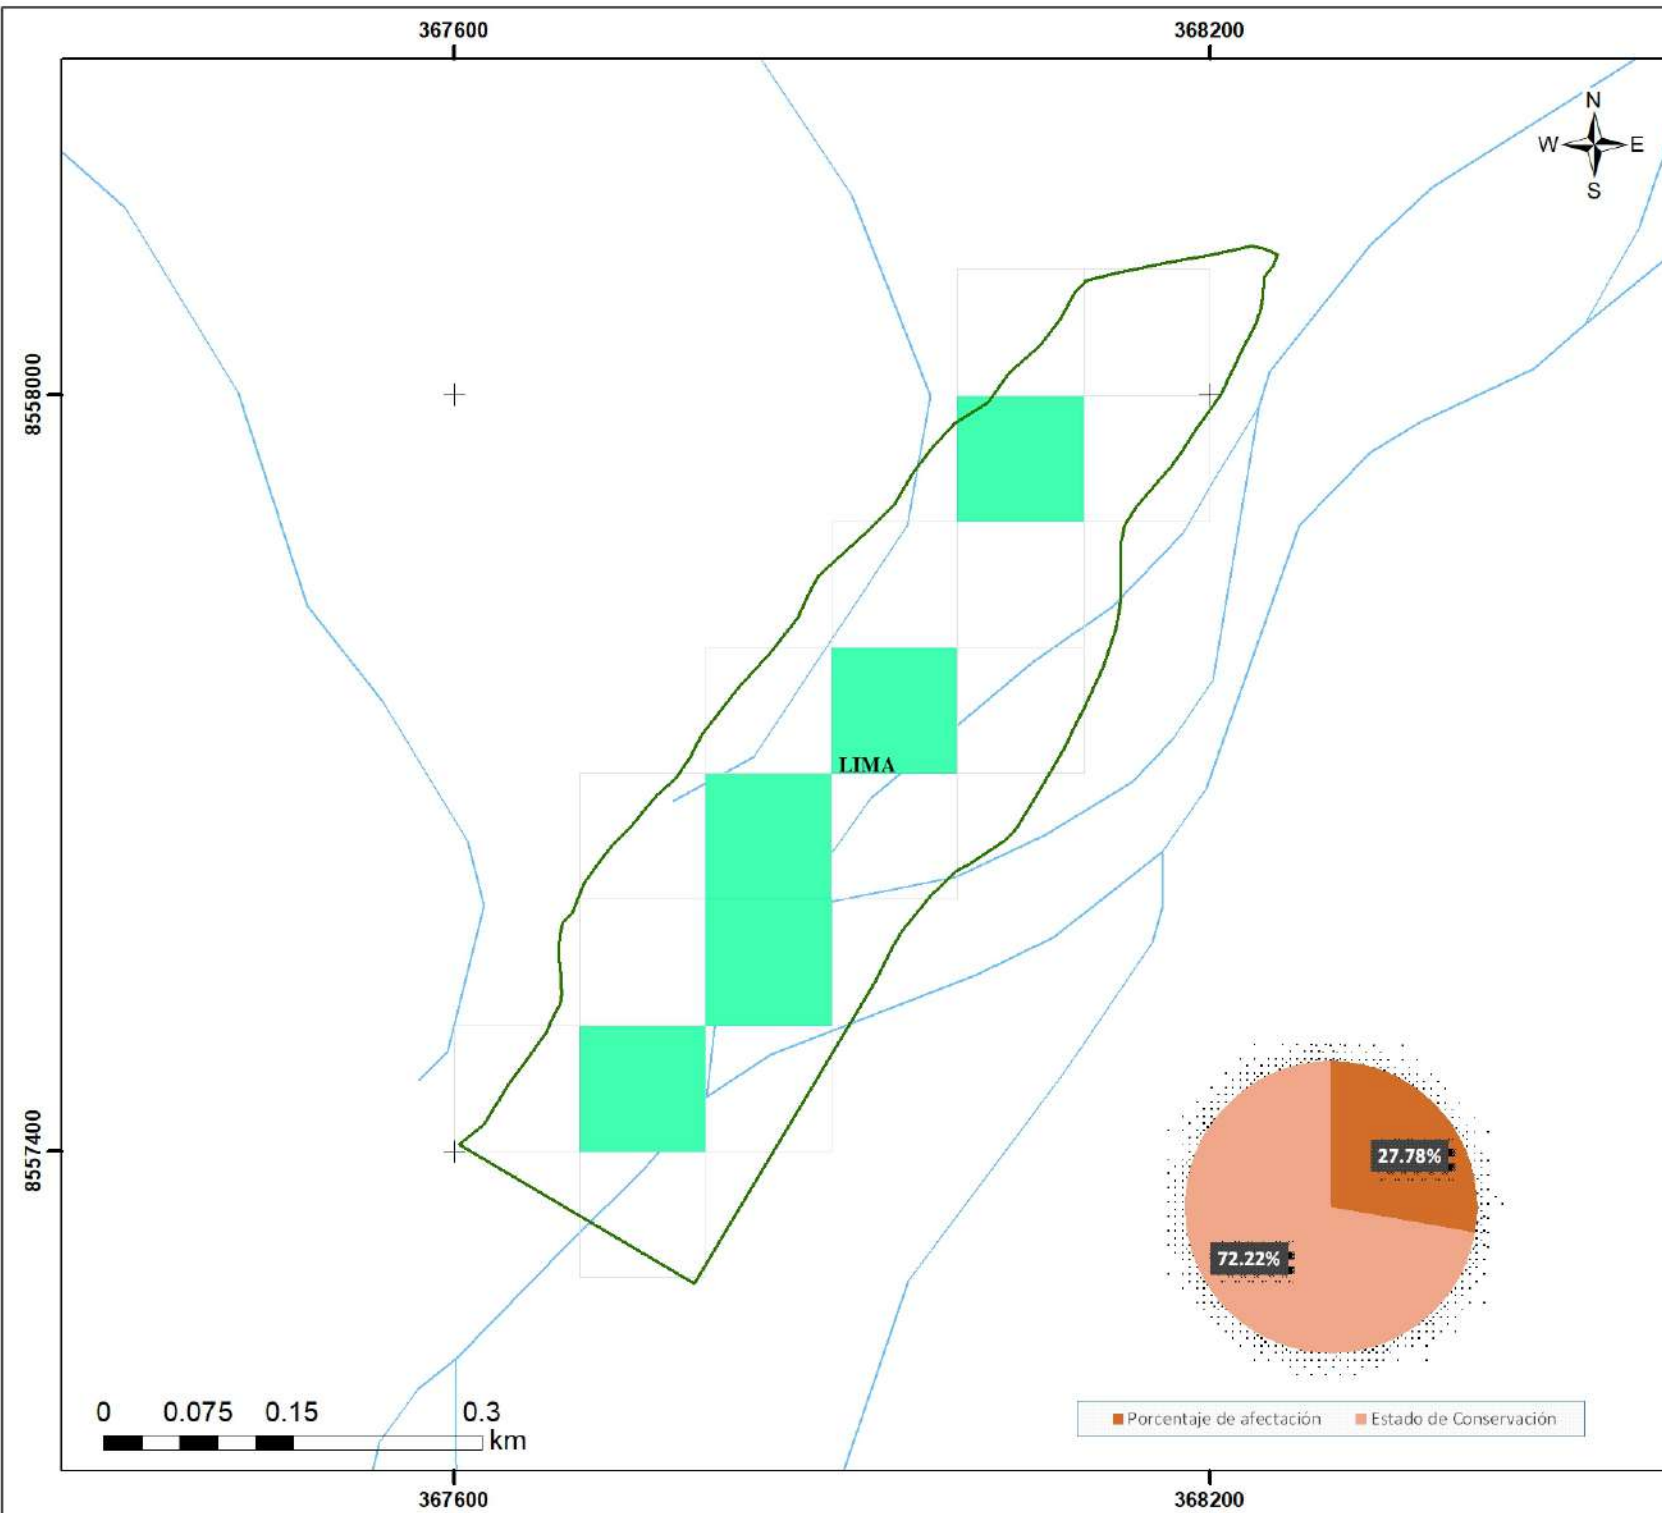 367600 368200
N
W E
S
8558000
LIMA
8557400
27.78%
72.22%
0 0.075 0.15 0.3
km
Porcentaje de afectación Estado de Conservación
367600 368200